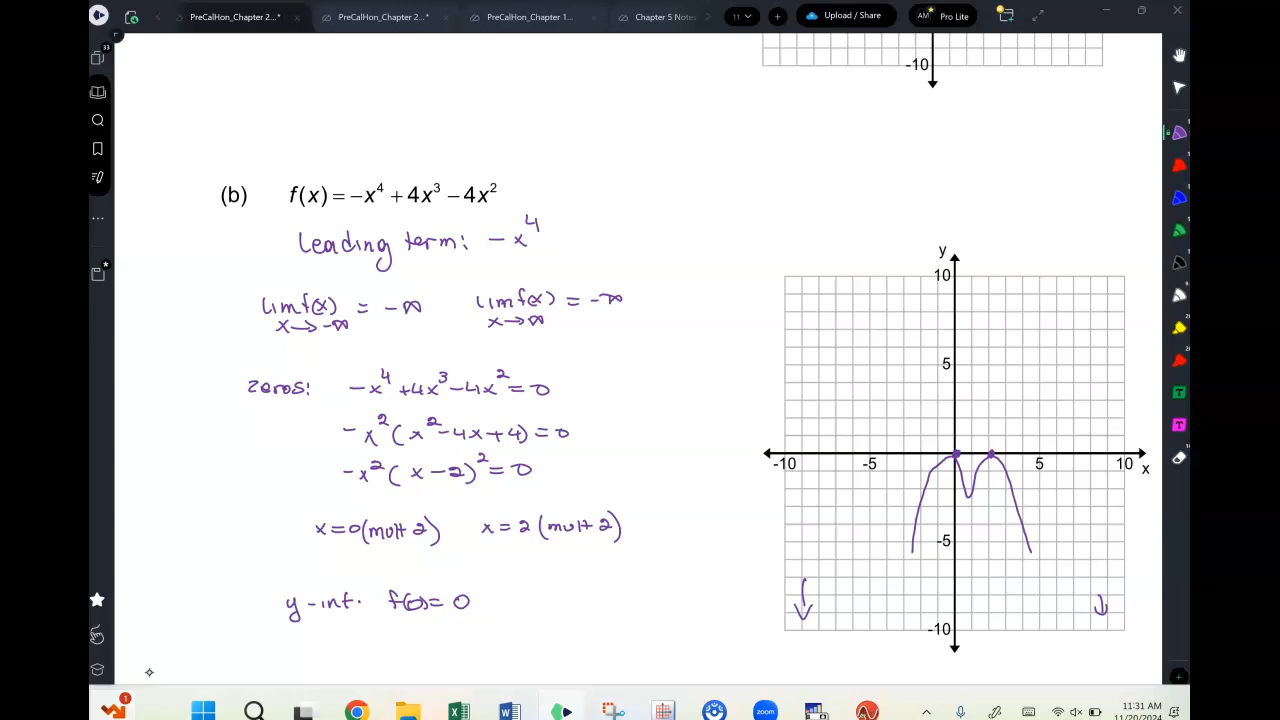 PreCalHon_Chapter 2...* PreCalHon_Chapter 2...* PreCalHon_Chapter 1... Chapter 5 Notes 11 Upload / Share AM Pro Lite
33
-10
(b) f(x) = -x⁴ + 4x³ - 4x²
Leading term: -x⁴
y
10
lim f(x) = -∞ lim f(x) = -∞
x→-∞ x→∞
5
zeros: -x⁴+4x³-4x²=0
-x²(x²-4x+4)=0
-x²(x-2)²=0
-10 -5 5 10 x
x=0(mult 2) x=2(mult 2)
-5
y-int. f(0)=0
-10
1
11:31 AM